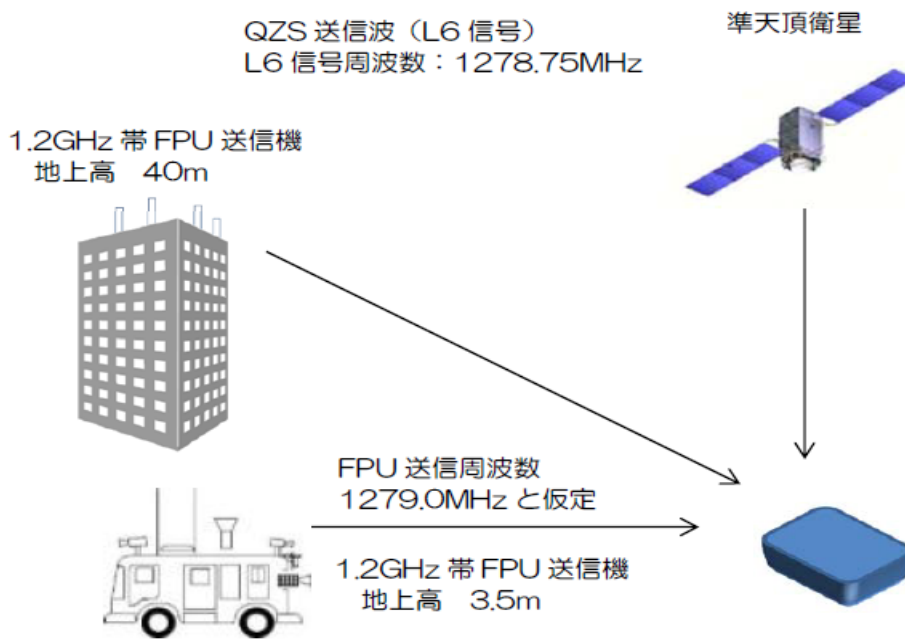 QZS 送信波（L6 信号）
L6 信号周波数：1278.75MHz
準天頂衛星
1.2GHz 帯 FPU 送信機
地上高　40m
FPU 送信周波数
1279.0MHz と仮定
1.2GHz 帯 FPU 送信機
地上高　3.5m